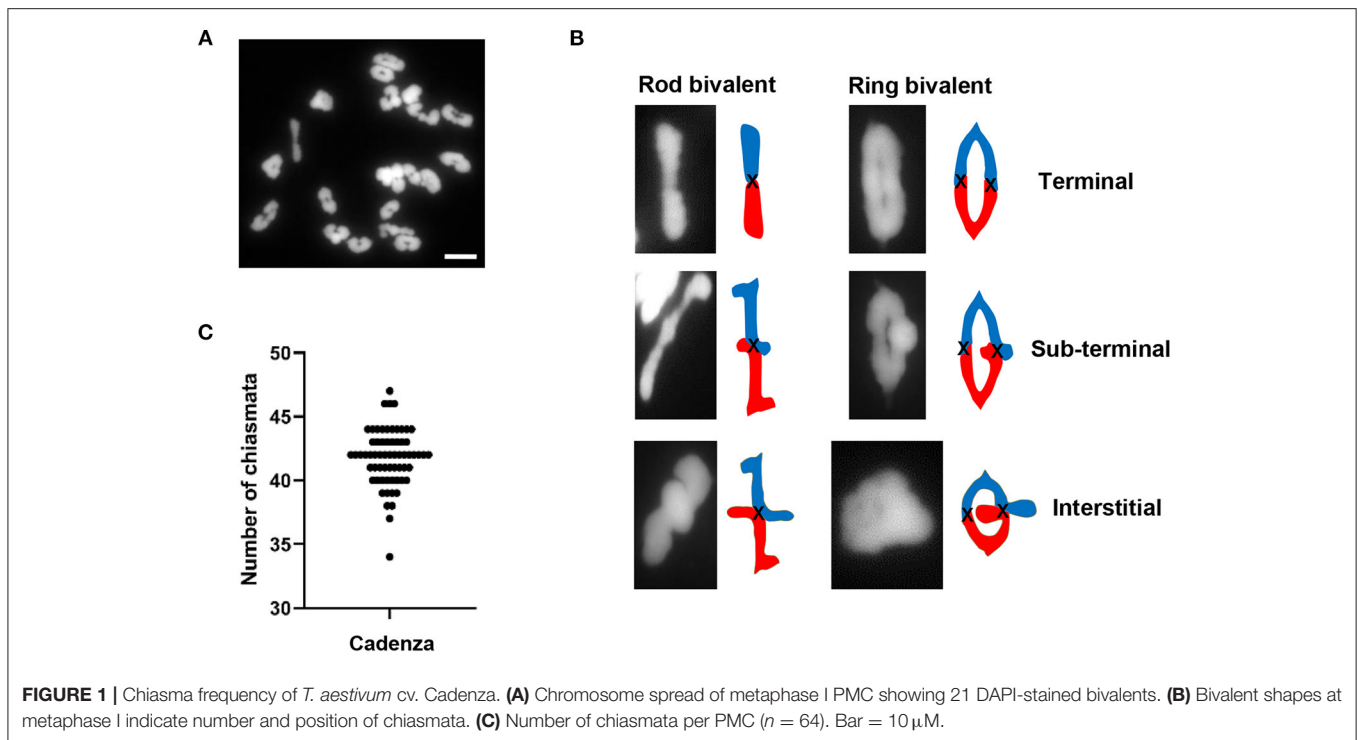 A
B
Rod bivalent
Ring bivalent
Terminal
Sub-terminal
Interstitial
X
X
X
X
X
X
X
X
X
C
Number of chiasmata
50
45
40
35
30
Cadenza
FIGURE 1 | Chiasma frequency of T. aestivum cv. Cadenza. (A) Chromosome spread of metaphase I PMC showing 21 DAPI-stained bivalents. (B) Bivalent shapes at
metaphase I indicate number and position of chiasmata. (C) Number of chiasmata per PMC (n = 64). Bar = 10 μM.